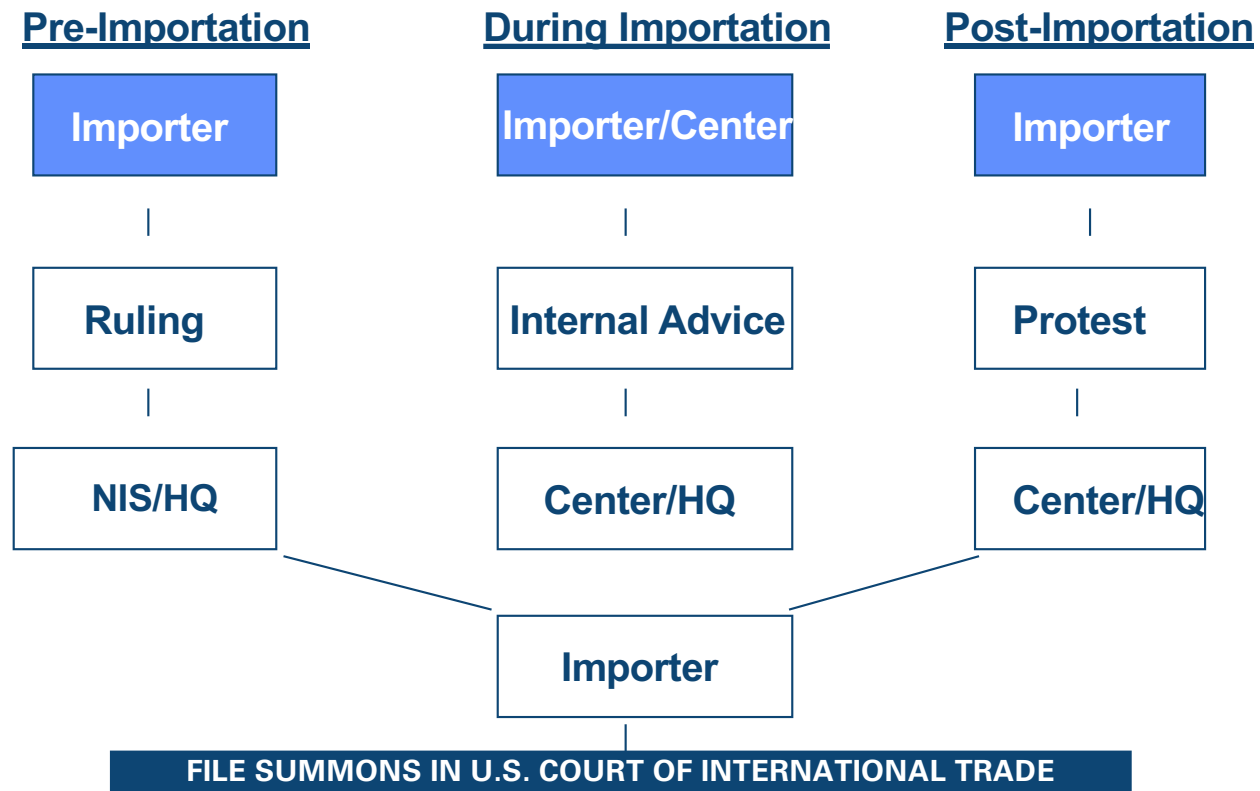 Pre-Importation
During Importation
Post-Importation
Importer
Importer/Center
Importer
Ruling
Internal Advice
Protest
NIS/HQ
Center/HQ
Center/HQ
Importer
FILE SUMMONS IN U.S. COURT OF INTERNATIONAL TRADE